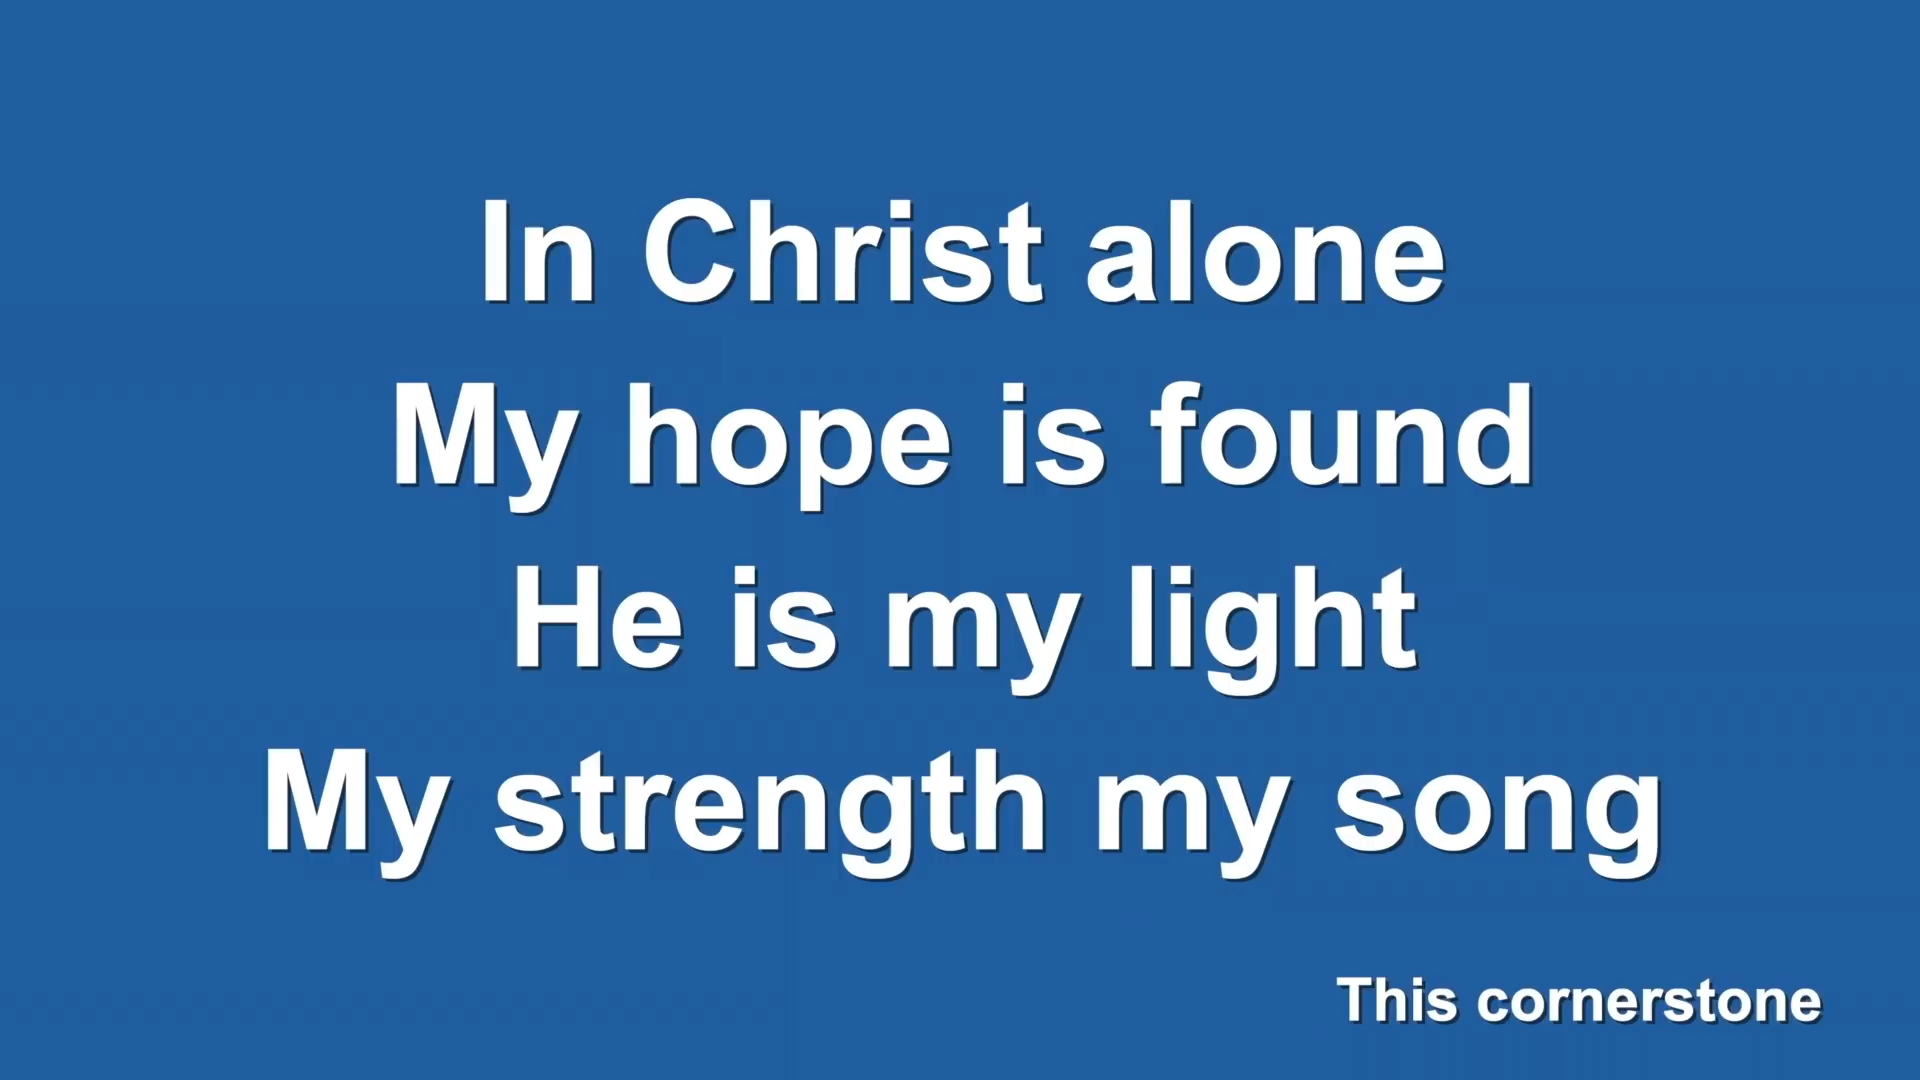 In Christ alone
My hope is found
He is my light
My strength my song
This cornerstone